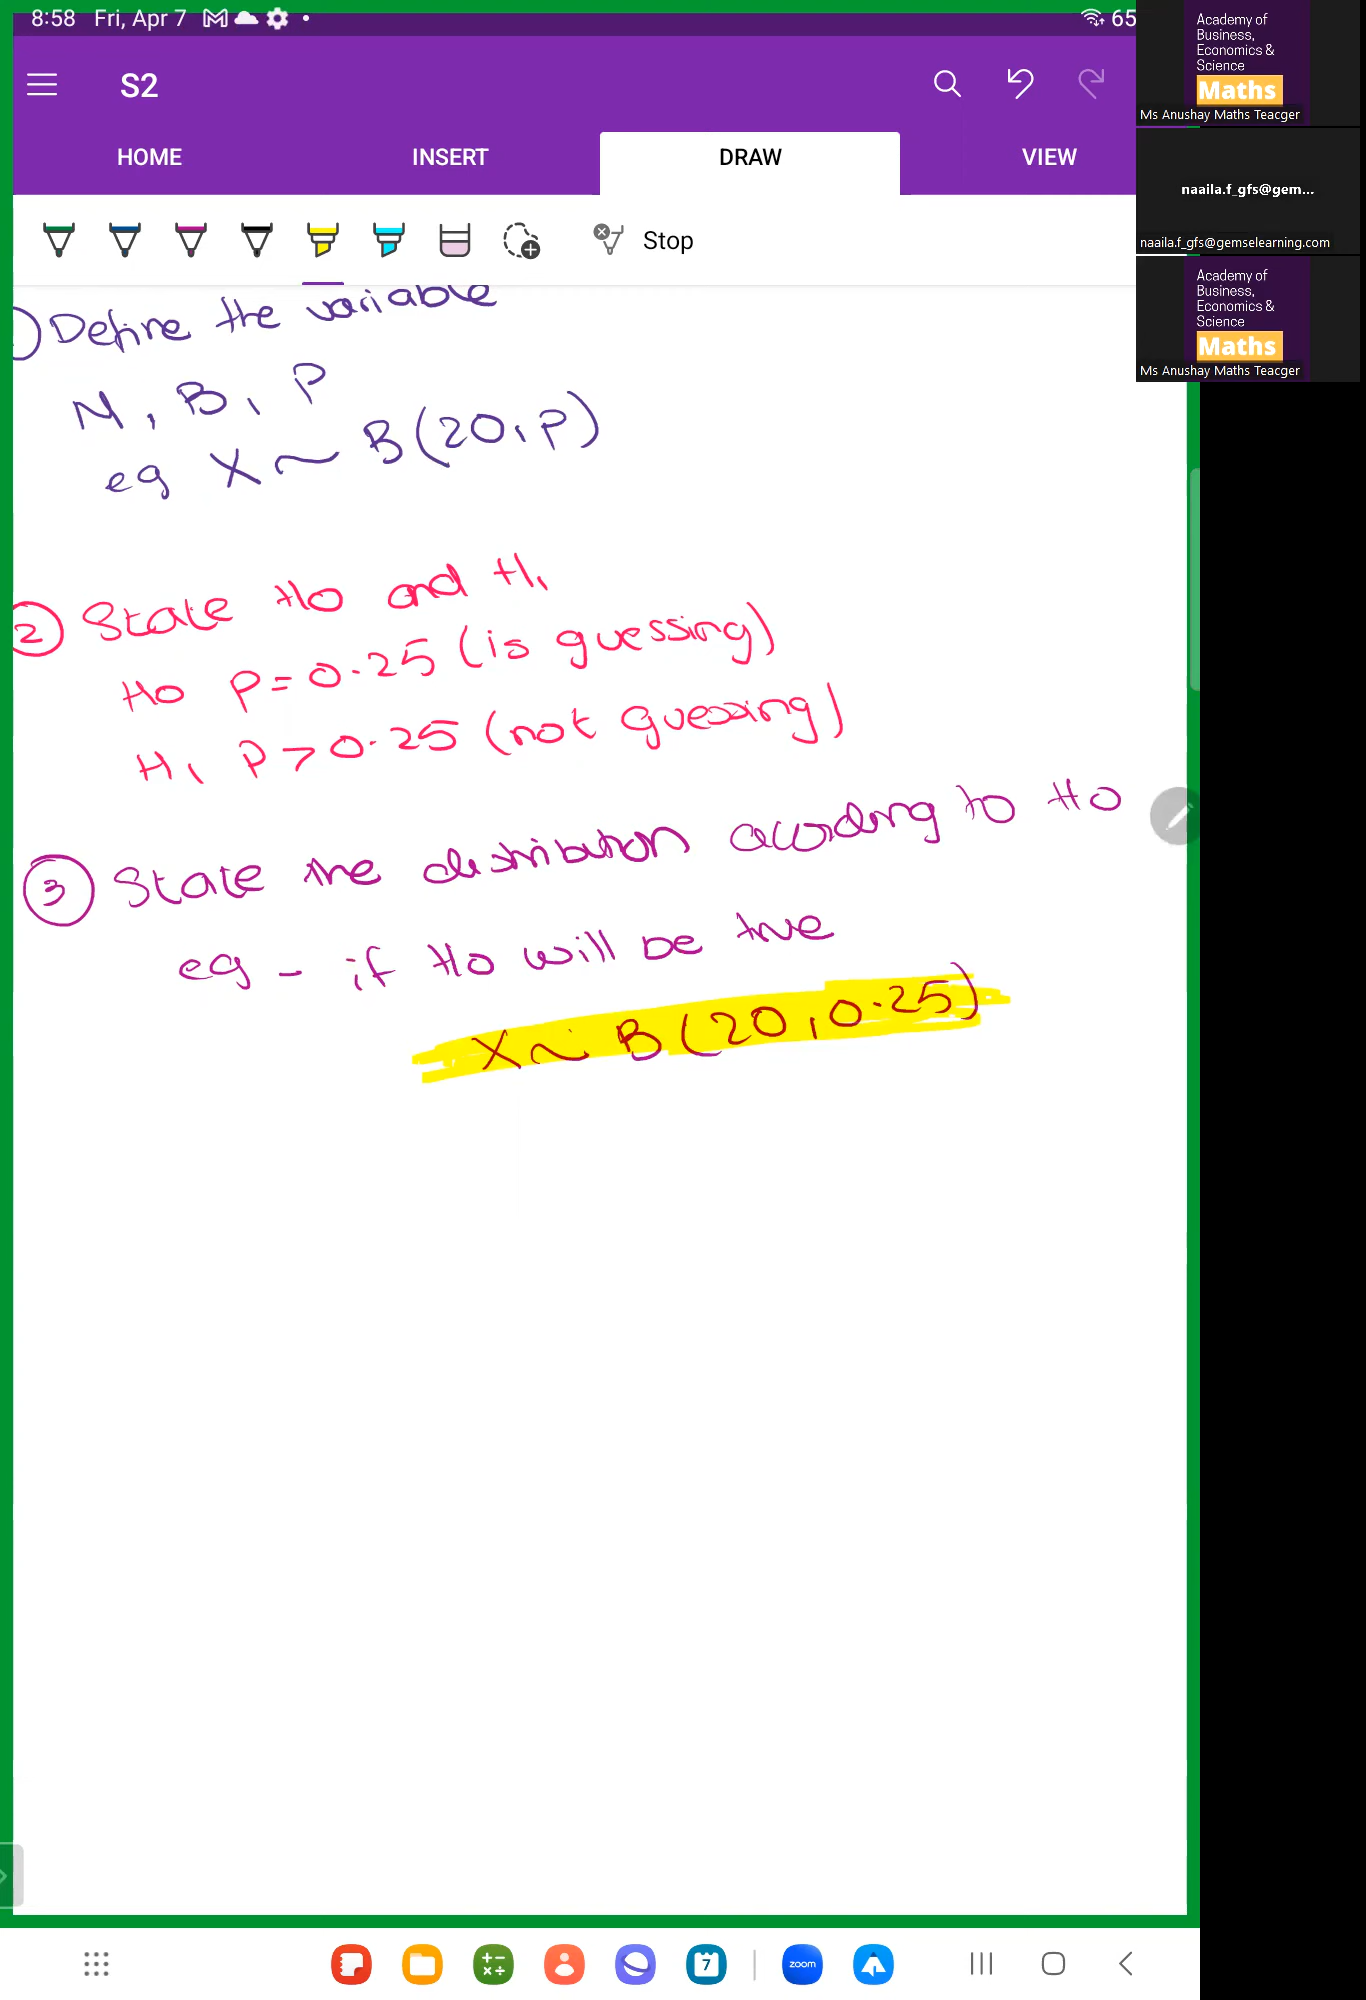 8:58 Fri, Apr 7
65
S2
HOME INSERT DRAW VIEW
Stop
Define the variable
N, B, P
eg X ~ B(20, p)
2 State Ho and H1
Ho P = 0.25 (is guessing)
H1 P > 0.25 (not guessing)
3 State the distribution acording to Ho
eg - if Ho will be true
X ~ B(20, 0.25)
Academy of
Business,
Economics &
Science
Maths
Ms Anushay Maths Teacger
naaila.f_gfs@gem...
naaila.f_gfs@gemselearning.com
Academy of
Business,
Economics &
Science
Maths
Ms Anushay Maths Teacger
7
zoom